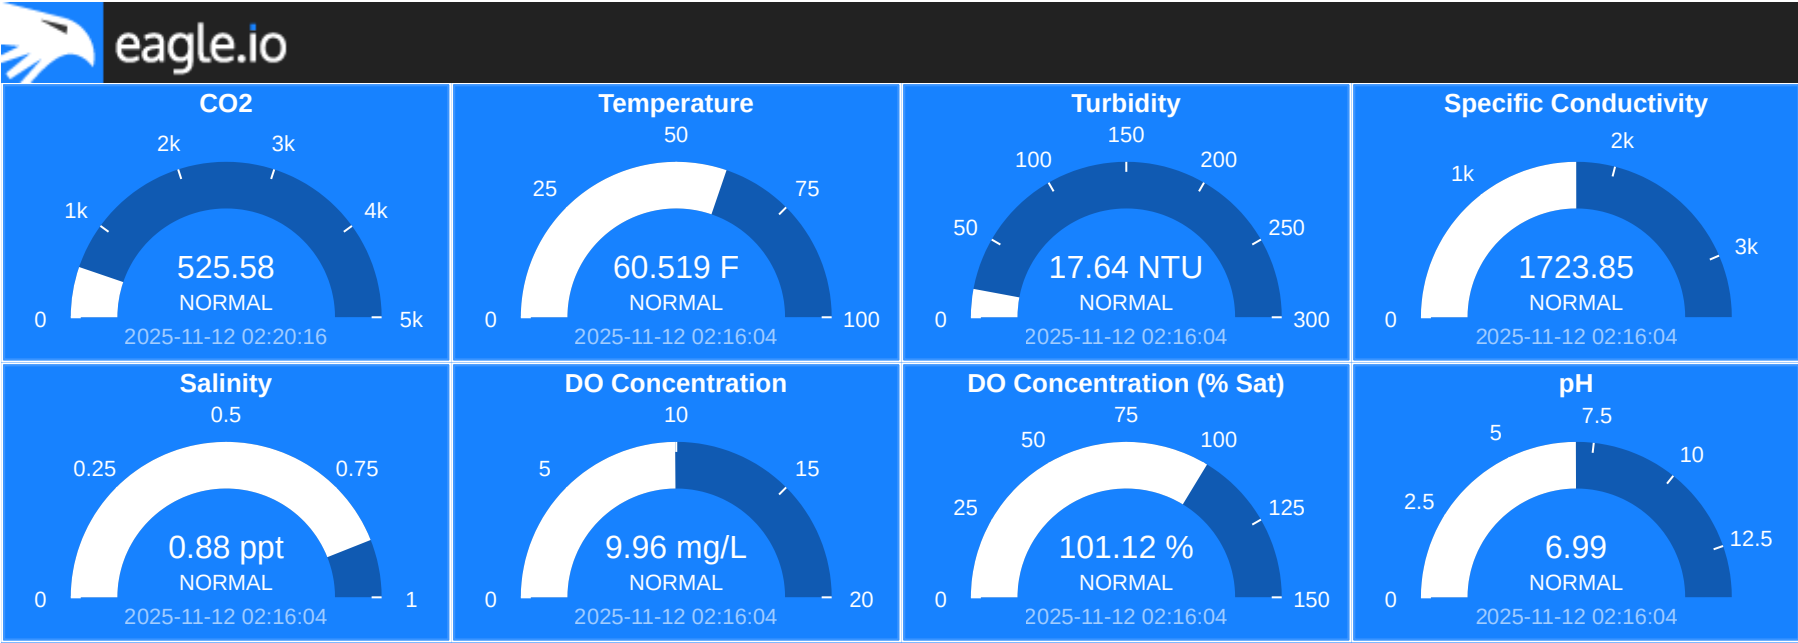 eagle.io
CO2
2k 3k
1k 4k
0 5k
525.58
NORMAL
2025-11-12 02:20:16
Temperature
50
25 75
0 100
60.519 F
NORMAL
2025-11-12 02:16:04
Turbidity
150
100 200
50 250
0 300
17.64 NTU
NORMAL
2025-11-12 02:16:04
Specific Conductivity
2k
1k
3k
0
1723.85
NORMAL
2025-11-12 02:16:04
Salinity
0.5
0.25 0.75
0 1
0.88 ppt
NORMAL
2025-11-12 02:16:04
DO Concentration
10
5 15
0 20
9.96 mg/L
NORMAL
2025-11-12 02:16:04
DO Concentration (% Sat)
75
50 100
25 125
0 150
101.12 %
NORMAL
2025-11-12 02:16:04
pH
7.5
5
10
2.5
12.5
0
6.99
NORMAL
2025-11-12 02:16:04